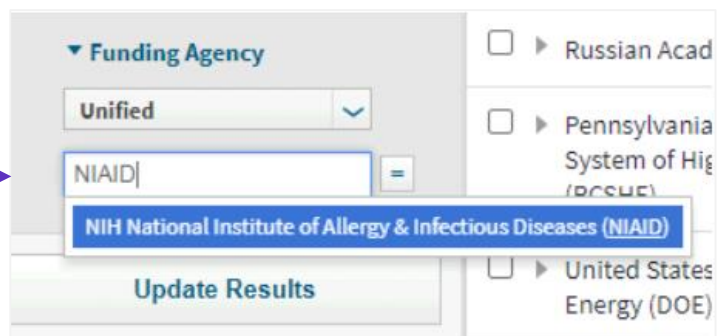 Funding Agency
Unified
NIAID
=
NIH National Institute of Allergy & Infectious Diseases (NIAID)
Update Results
Russian Acad
Pennsylvania
System of Hig
(PCSHE)
United States
Energy (DOE)